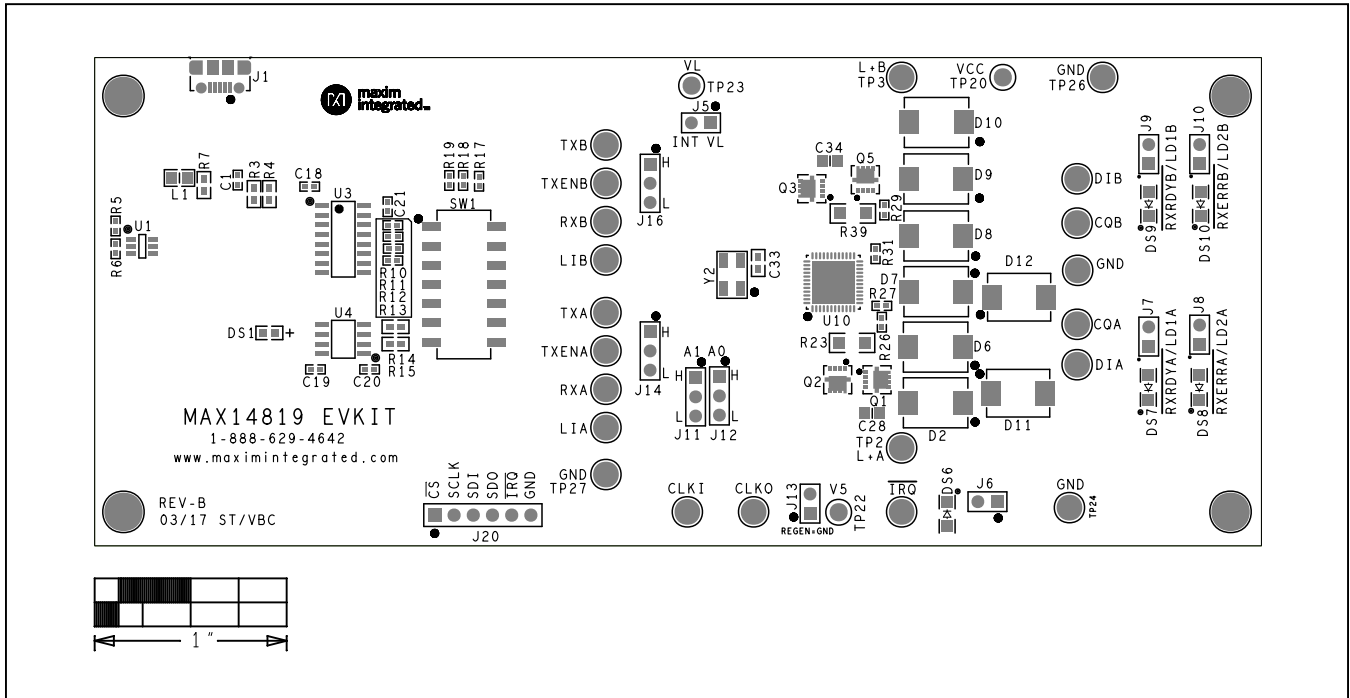 J1
maxim
integrated™
VL
TP23
J5
INT VL
L+B
TP3
VCC
TP20
GND
TP26
D10
J9
J10
RXRDYB/LD1B
RXERRB/LD2B
DS9
DS10
R7
L1
C1
R3
R4
C18
R19
R18
R17
C21
U3
SW1
TXB
TXENB
RXB
LIB
H
L
J16
C34
Q5
Q3
D9
R29
R39
D8
DIB
CQB
GND
R5
U1
R6
R10
R11
R12
R13
Y2
C33
R31
D7
R27
U10
D12
DS1
+
U4
R14
R15
C19
C20
TXA
TXENA
RXA
LIA
H
L
J14
A1
A0
H
H
L
L
J11
J12
R23
R26
D6
Q2
Q1
C28
D2
D11
CQA
DIA
J7
J8
RXRDYA/LD1A
RXERRA/LD2A
DS7
DS8
MAX14819 EVKIT
1-888-629-4642
www.maximintegrated.com
TP2
L+A
GND
TP27
REV-B
03/17 ST/VBC
CS
SCLK
SDI
SDO
IRQ
GND
J20
CLKI
CLKO
J13
REGEN=GND
V5
TP22
IRQ
DS6
J6
GND
TP24
1"